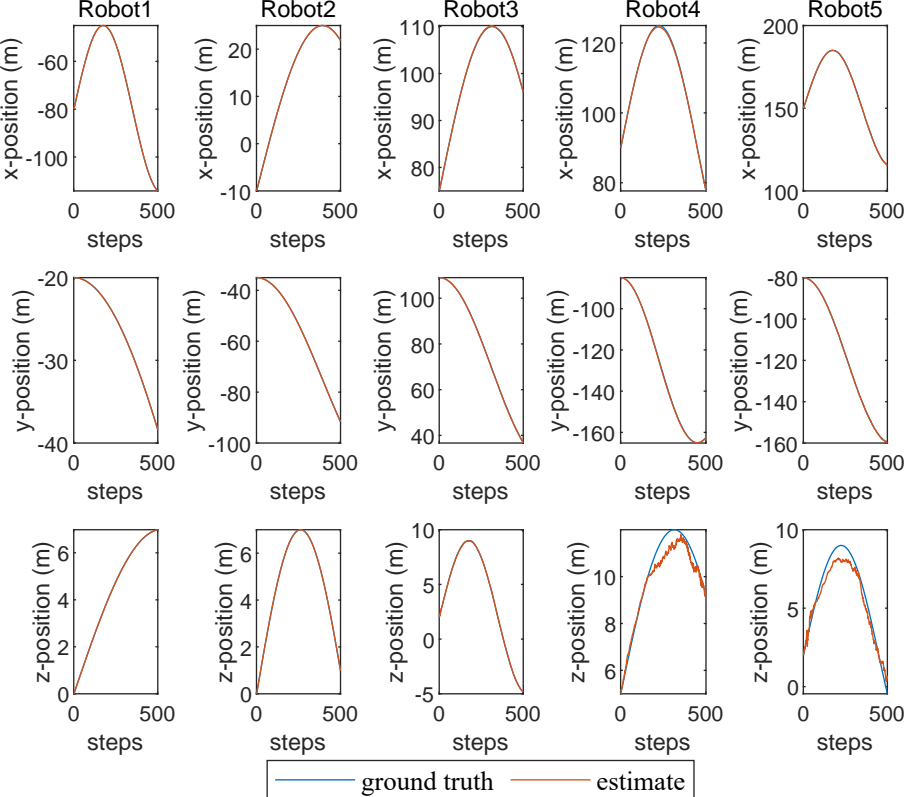 Robot1 Robot2 Robot3 Robot4 Robot5
x-position (m) -60 -80 -100 0 500 steps
x-position (m) 20 10 0 -10 0 500 steps
x-position (m) 110 100 90 80 0 500 steps
x-position (m) 120 100 80 0 500 steps
x-position (m) 200 150 100 0 500 steps
y-position (m) -20 -30 -40 0 500 steps
y-position (m) -40 -60 -80 -100 0 500 steps
y-position (m) 100 80 60 40 0 500 steps
y-position (m) -100 -120 -140 -160 0 500 steps
y-position (m) -80 -100 -120 -140 -160 0 500 steps
z-position (m) 6 4 2 0 0 500 steps
z-position (m) 6 4 2 0 0 500 steps
z-position (m) 10 5 0 -5 0 500 steps
z-position (m) 10 8 6 0 500 steps
z-position (m) 10 5 0 0 500 steps
ground truth estimate